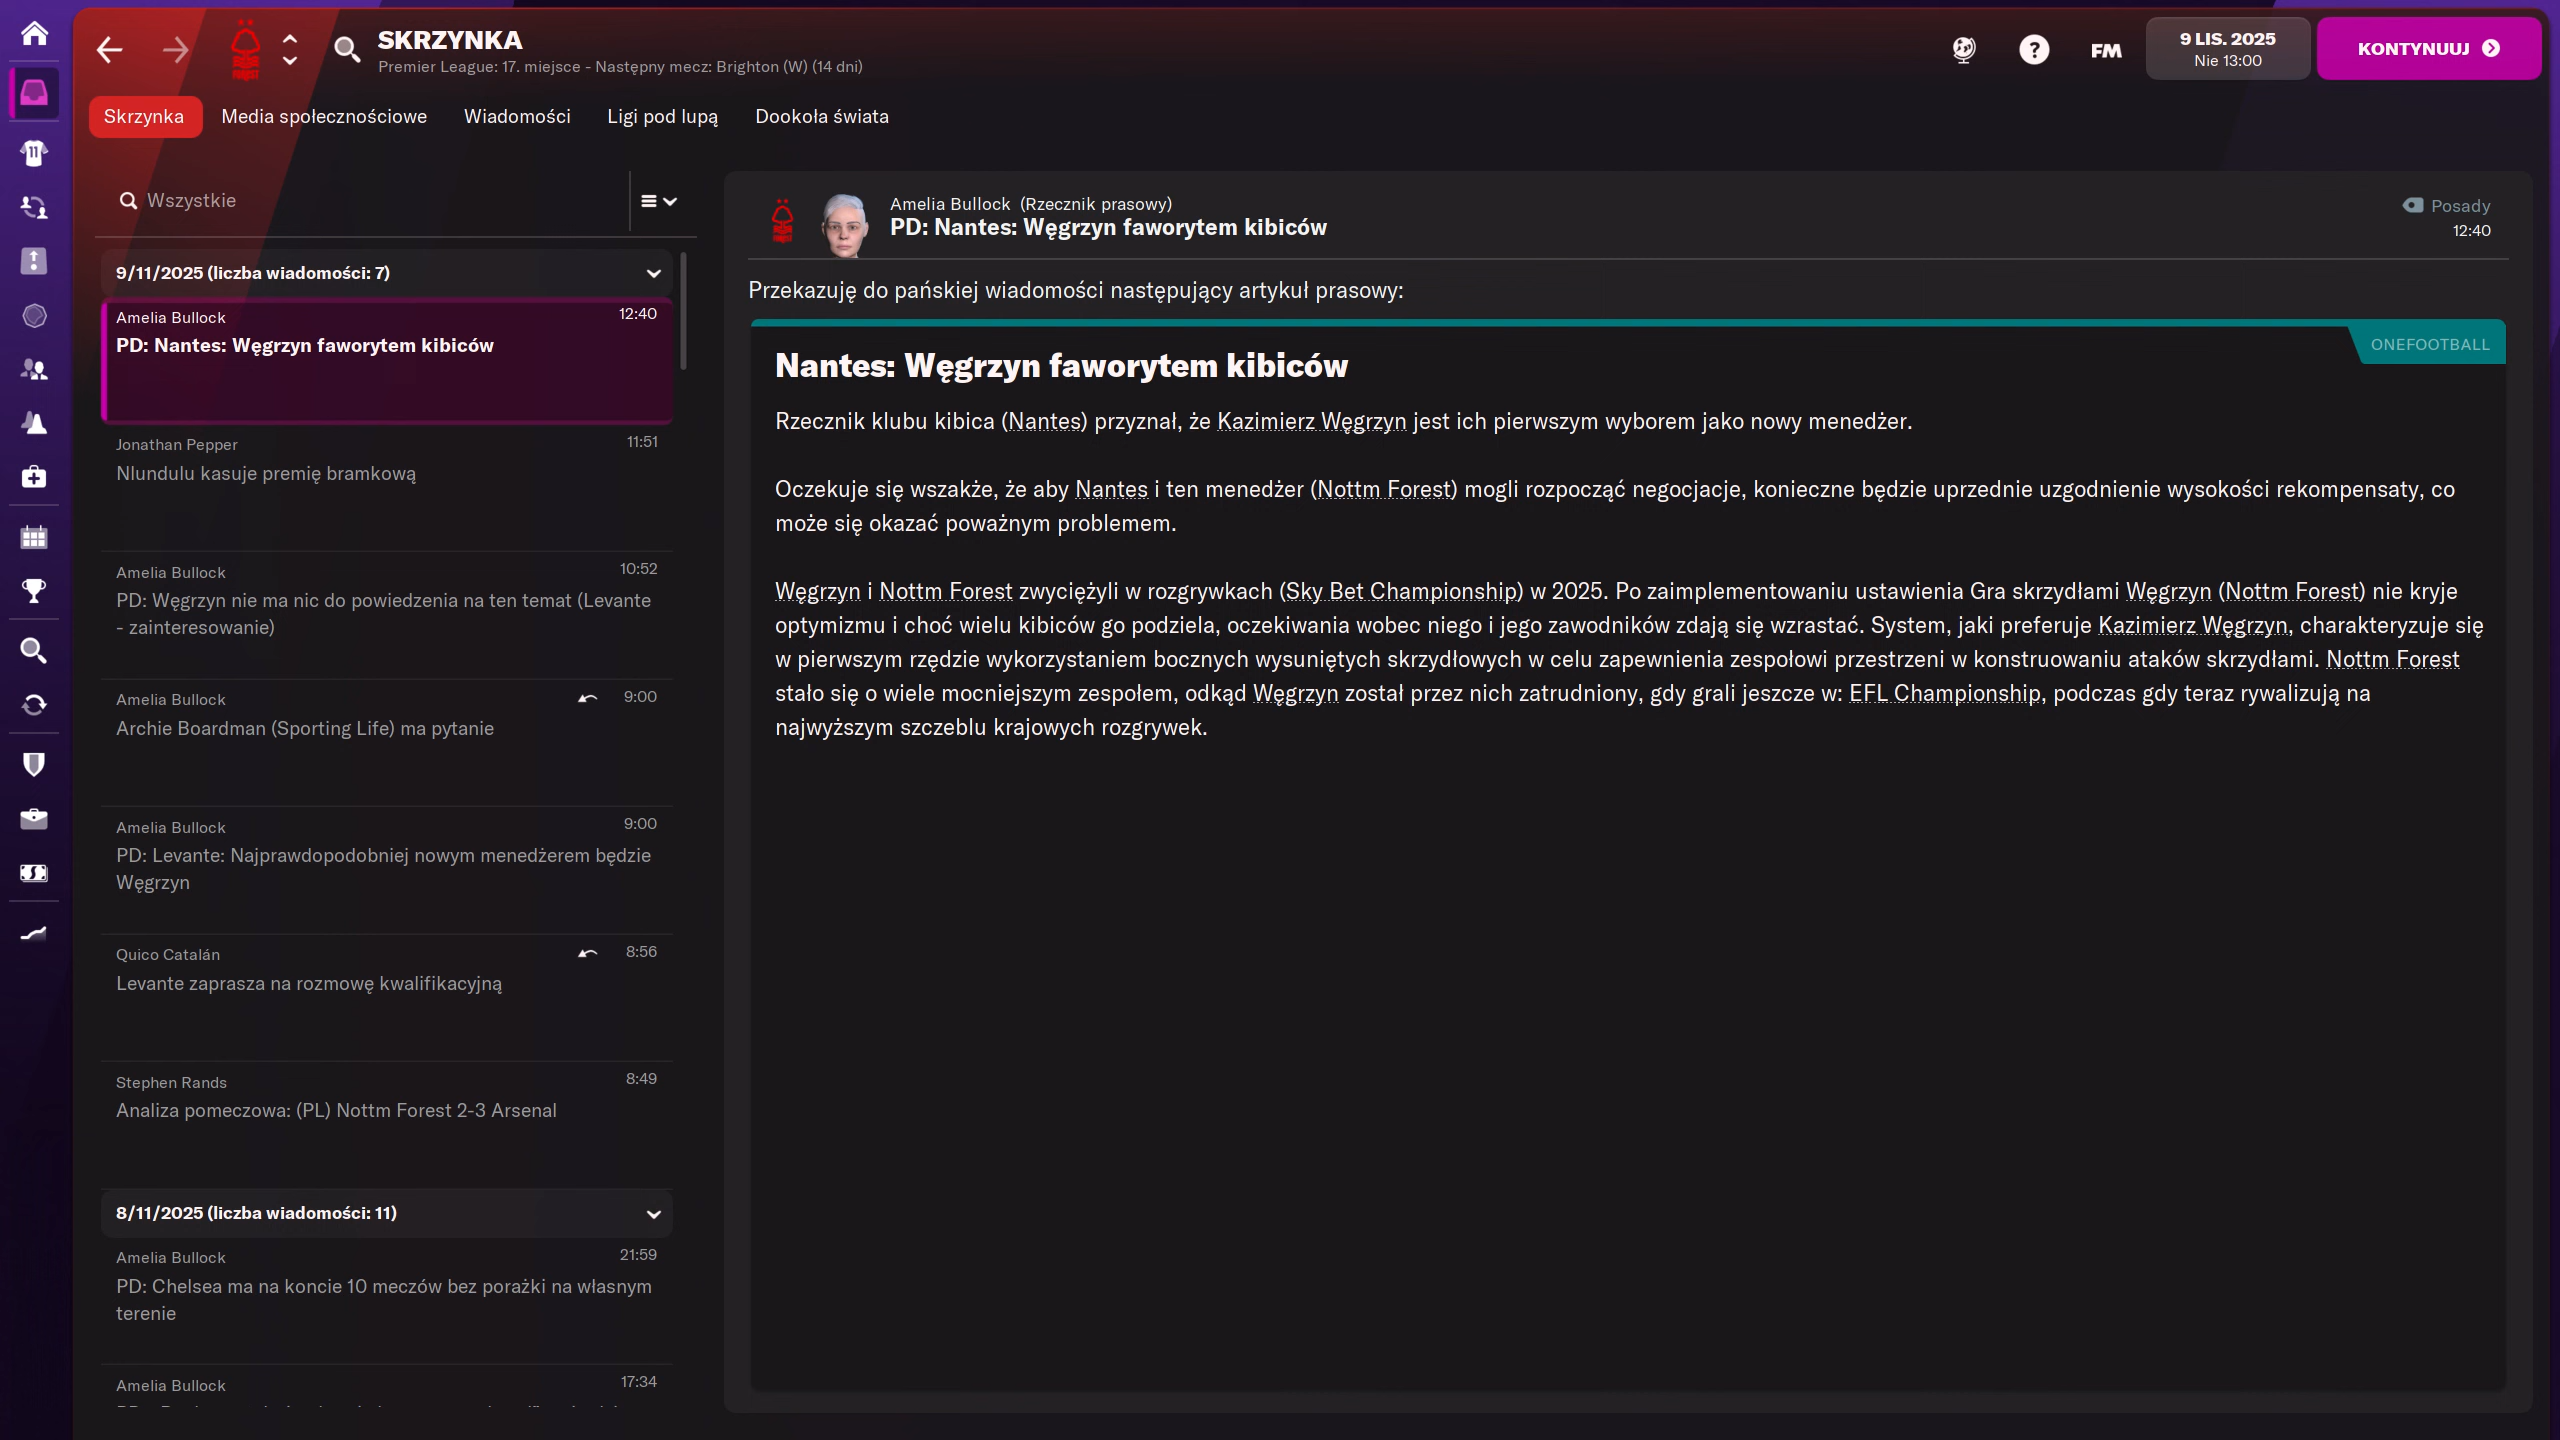 SKRZYNKA
Premier League: 17. miejsce - Następny mecz: Brighton (W) (14 dni)
FM
9 LIS. 2025
Nie 13:00
KONTYNUUJ
Skrzynka
Media społecznościowe
Wiadomości
Ligi pod lupą
Dookoła świata
Wszystkie
9/11/2025 (liczba wiadomości: 7)
Amelia Bullock
12:40
PD: Nantes: Węgrzyn faworytem kibiców
Jonathan Pepper
11:51
Nlundulu kasuje premię bramkową
Amelia Bullock
10:52
PD: Węgrzyn nie ma nic do powiedzenia na ten temat (Levante
- zainteresowanie)
Amelia Bullock
9:00
Archie Boardman (Sporting Life) ma pytanie
Amelia Bullock
9:00
PD: Levante: Najprawdopodobniej nowym menedżerem będzie
Węgrzyn
Quico Catalán
8:56
Levante zaprasza na rozmowę kwalifikacyjną
Stephen Rands
8:49
Analiza pomeczowa: (PL) Nottm Forest 2-3 Arsenal
8/11/2025 (liczba wiadomości: 11)
Amelia Bullock
21:59
PD: Chelsea ma na koncie 10 meczów bez porażki na własnym
terenie
Amelia Bullock
17:34
Amelia Bullock (Rzecznik prasowy)
PD: Nantes: Węgrzyn faworytem kibiców
Posady
12:40
Przekazuję do pańskiej wiadomości następujący artykuł prasowy:
ONEFOOTBALL
Nantes: Węgrzyn faworytem kibiców
Rzecznik klubu kibica (Nantes) przyznał, że Kazimierz Węgrzyn jest ich pierwszym wyborem jako nowy menedżer.
Oczekuje się wszakże, że aby Nantes i ten menedżer (Nottm Forest) mogli rozpocząć negocjacje, konieczne będzie uprzednie uzgodnienie wysokości rekompensaty, co
może się okazać poważnym problemem.
Węgrzyn i Nottm Forest zwyciężyli w rozgrywkach (Sky Bet Championship) w 2025. Po zaimplementowaniu ustawienia Gra skrzydłami Węgrzyn (Nottm Forest) nie kryje
optymizmu i choć wielu kibiców go podziela, oczekiwania wobec niego i jego zawodników zdają się wzrastać. System, jaki preferuje Kazimierz Węgrzyn, charakteryzuje się
w pierwszym rzędzie wykorzystaniem bocznych wysuniętych skrzydłowych w celu zapewnienia zespołowi przestrzeni w konstruowaniu ataków skrzydłami. Nottm Forest
stało się o wiele mocniejszym zespołem, odkąd Węgrzyn został przez nich zatrudniony, gdy grali jeszcze w: EFL Championship, podczas gdy teraz rywalizują na
najwyższym szczeblu krajowych rozgrywek.